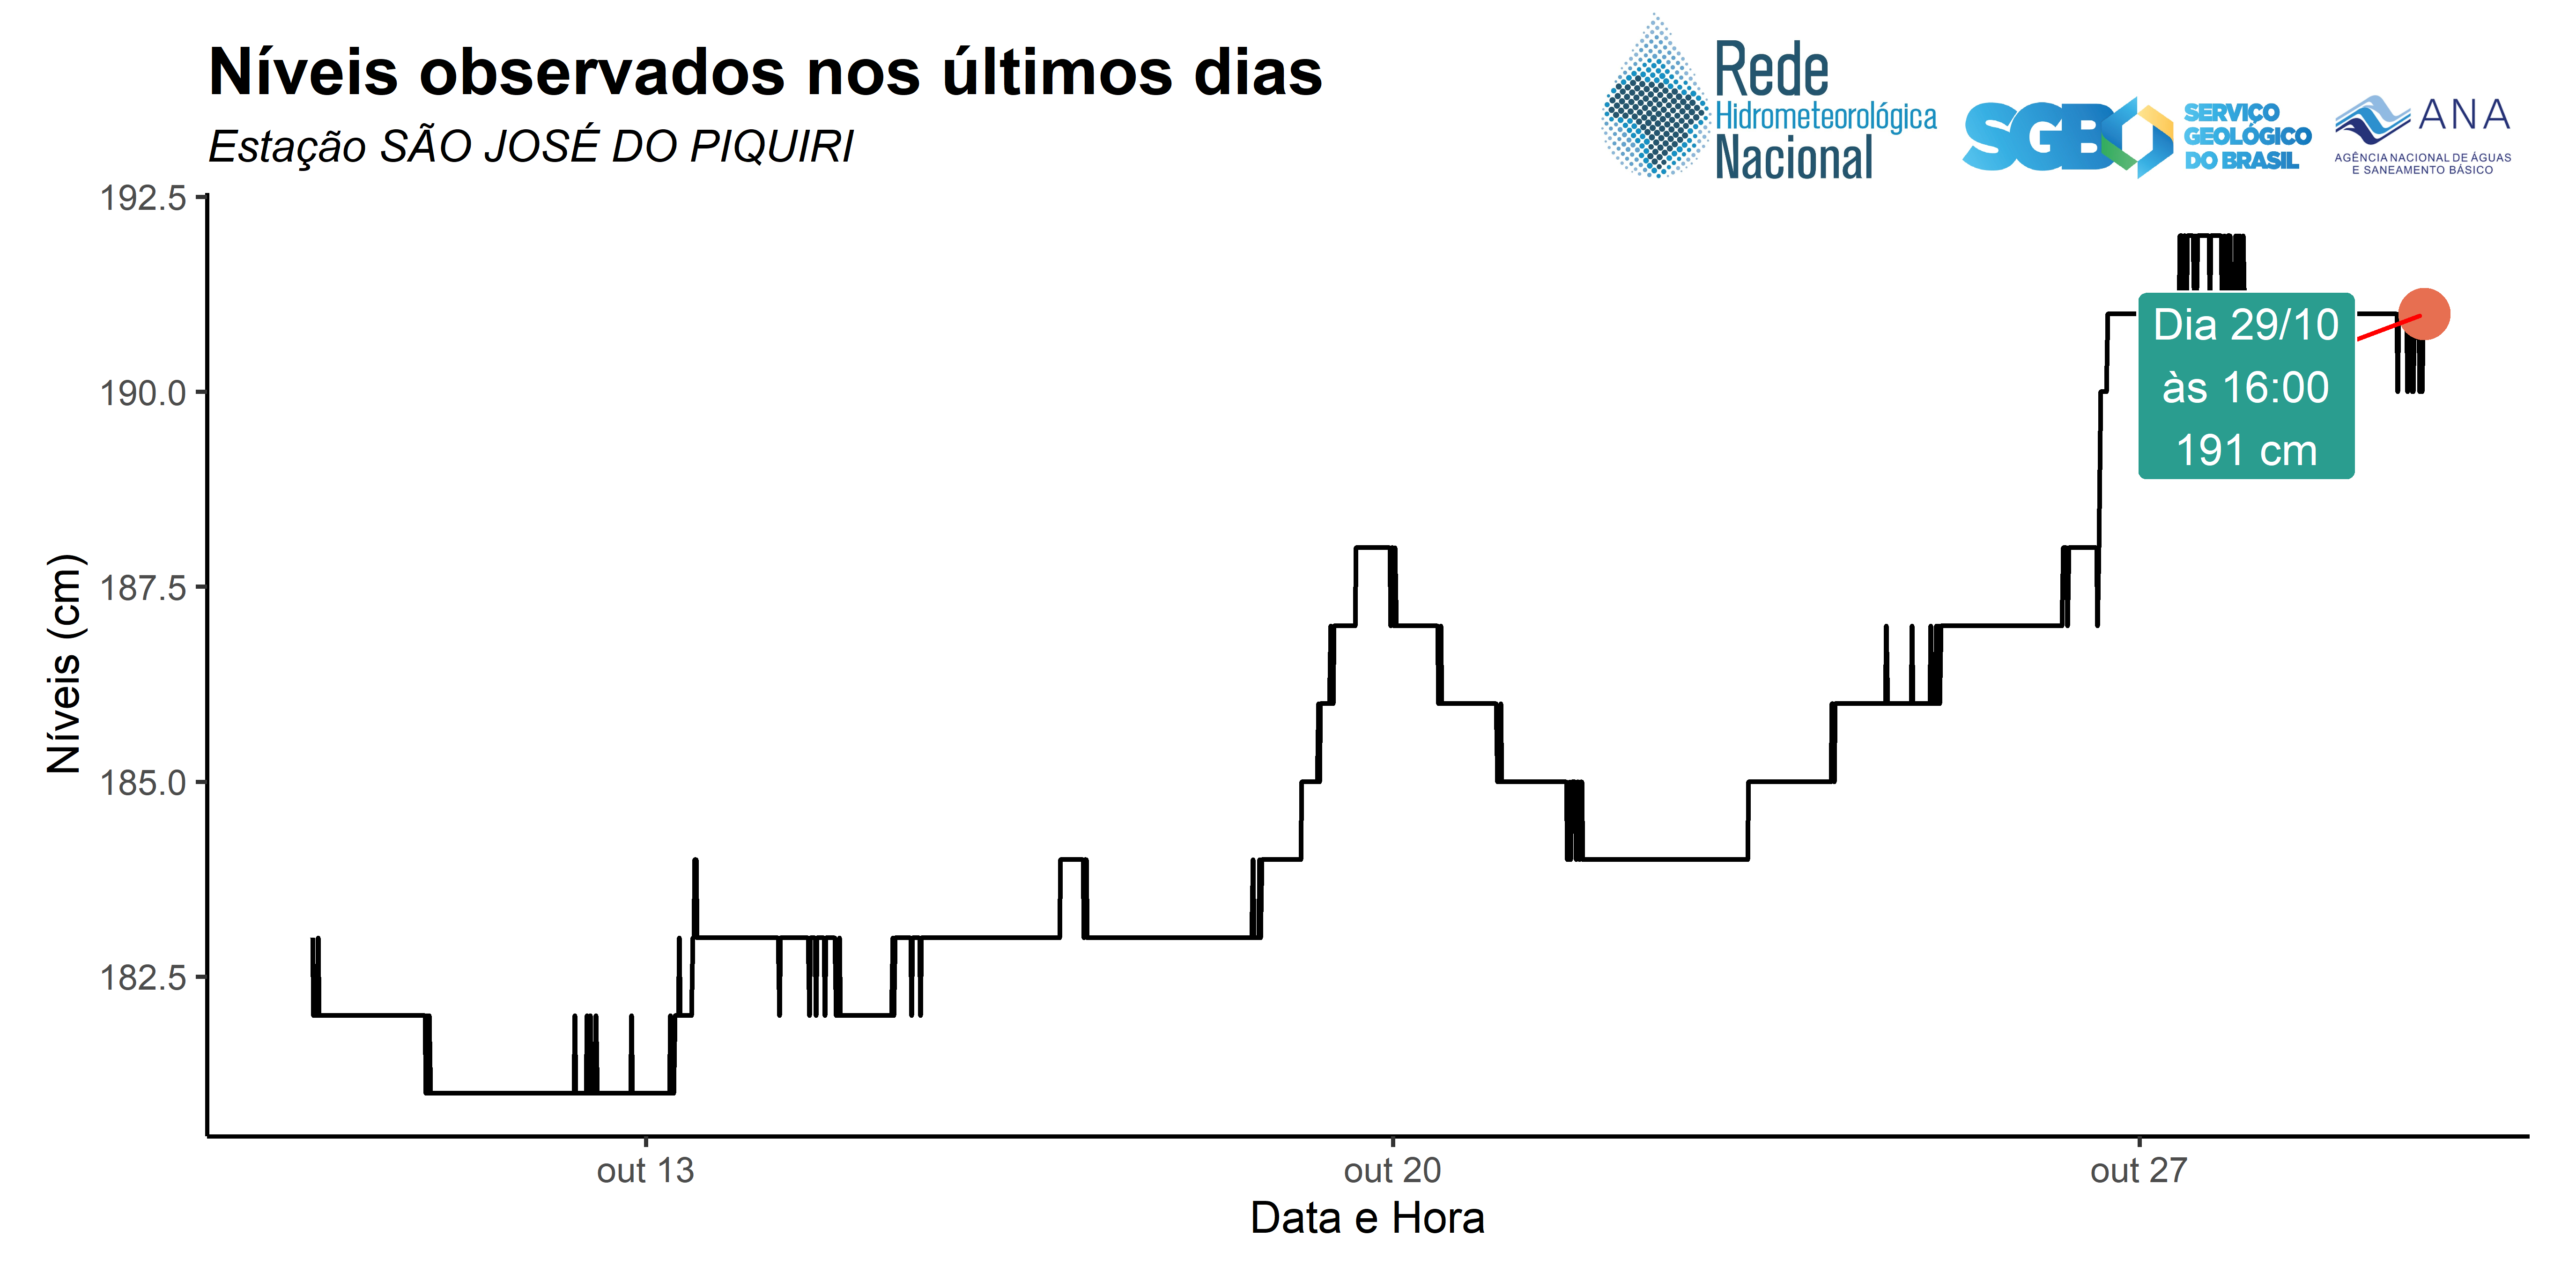 Níveis observados nos últimos dias
Estação SÃO JOSÉ DO PIQUIRI
Rede
Hidrometeorológica
Nacional
SGB
SERVIÇO
GEOLÓGICO
DO BRASIL
ANA
AGÊNCIA NACIONAL DE ÁGUAS
E SANEAMENTO BÁSICO
192.5
190.0
187.5
185.0
182.5
Níveis (cm)
Dia 29/10
às 16:00
191 cm
out 13
out 20
out 27
Data e Hora